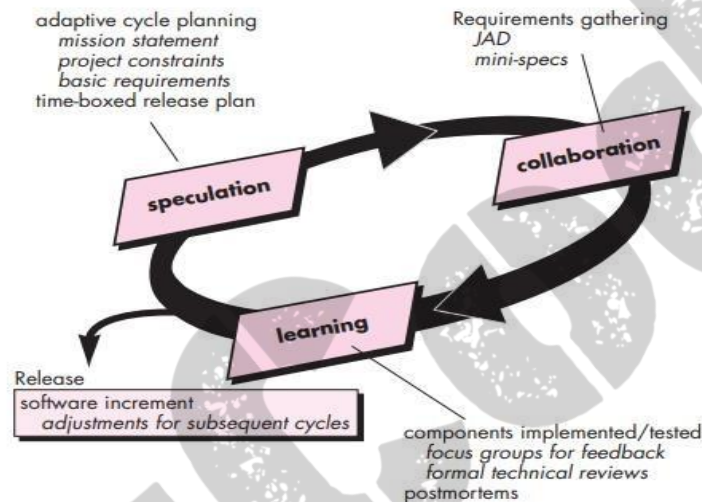 adaptive cycle planning
mission statement
project constraints
basic requirements
time-boxed release plan
Requirements gathering
JAD
mini-specs
speculation
collaboration
learning
Release
software increment
adjustments for subsequent cycles
components implemented/tested
focus groups for feedback
formal technical reviews
postmortems